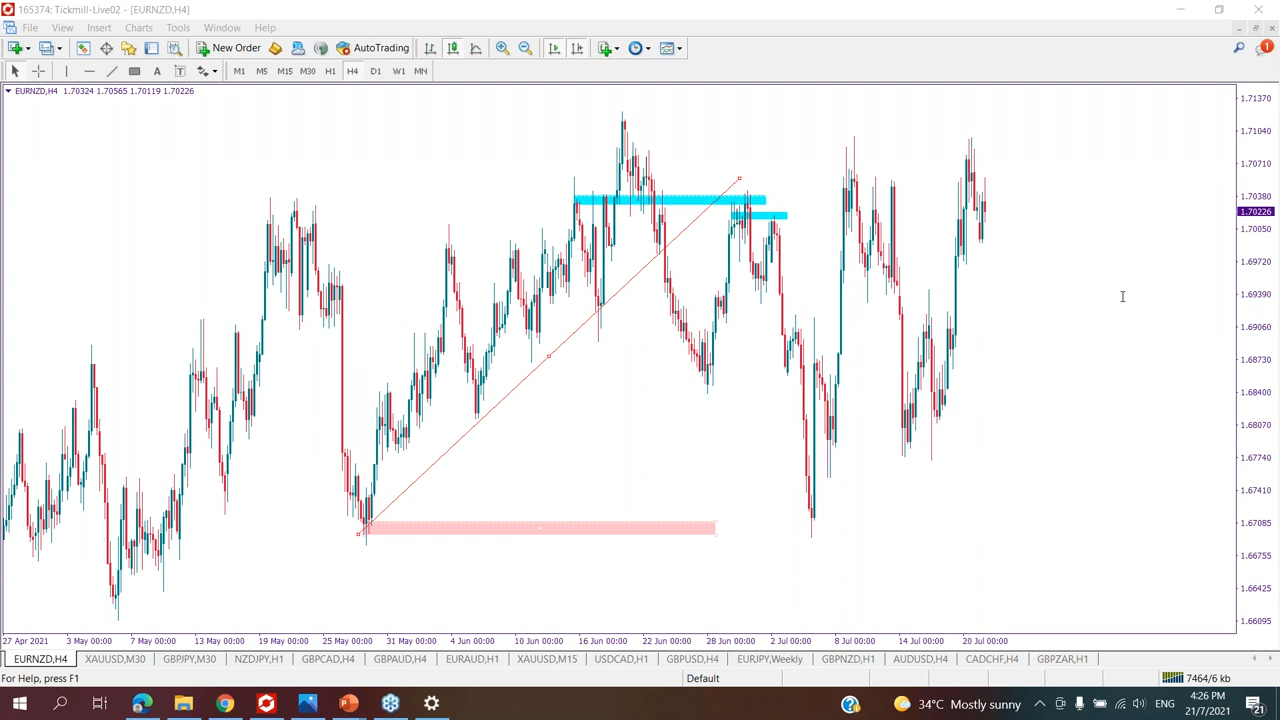 165374: Tickmill-Live02 - [EURNZD,H4]
File View Insert Charts Tools Window Help
New Order AutoTrading
1
A T M1 M5 M15 M30 H1 H4 D1 W1 MN
EURNZD,H4 1.70324 1.70565 1.70119 1.70226
1.71370
1.71040
1.70710
1.70380
1.70226
1.70050
1.69720
1.69390
1.69060
1.68730
1.68400
1.68070
1.67740
1.67410
1.67085
1.66755
1.66425
1.66095
27 Apr 2021 3 May 00:00 7 May 00:00 13 May 00:00 19 May 00:00 25 May 00:00 31 May 00:00 4 Jun 00:00 10 Jun 00:00 16 Jun 00:00 22 Jun 00:00 28 Jun 00:00 2 Jul 00:00 8 Jul 00:00 14 Jul 00:00 20 Jul 00:00
EURNZD,H4 XAUUSD,M30 GBPJPY,M30 NZDJPY,H1 GBPCAD,H4 GBPAUD,H4 EURAUD,H1 XAUUSD,M15 USDCAD,H1 GBPUSD,H4 EURJPY,Weekly GBPNZD,H1 AUDUSD,H4 CADCHF,H4 GBPZAR,H1
For Help, press F1 Default 7464/6 kb
34°C Mostly sunny 4:26 PM
21/7/2021 21